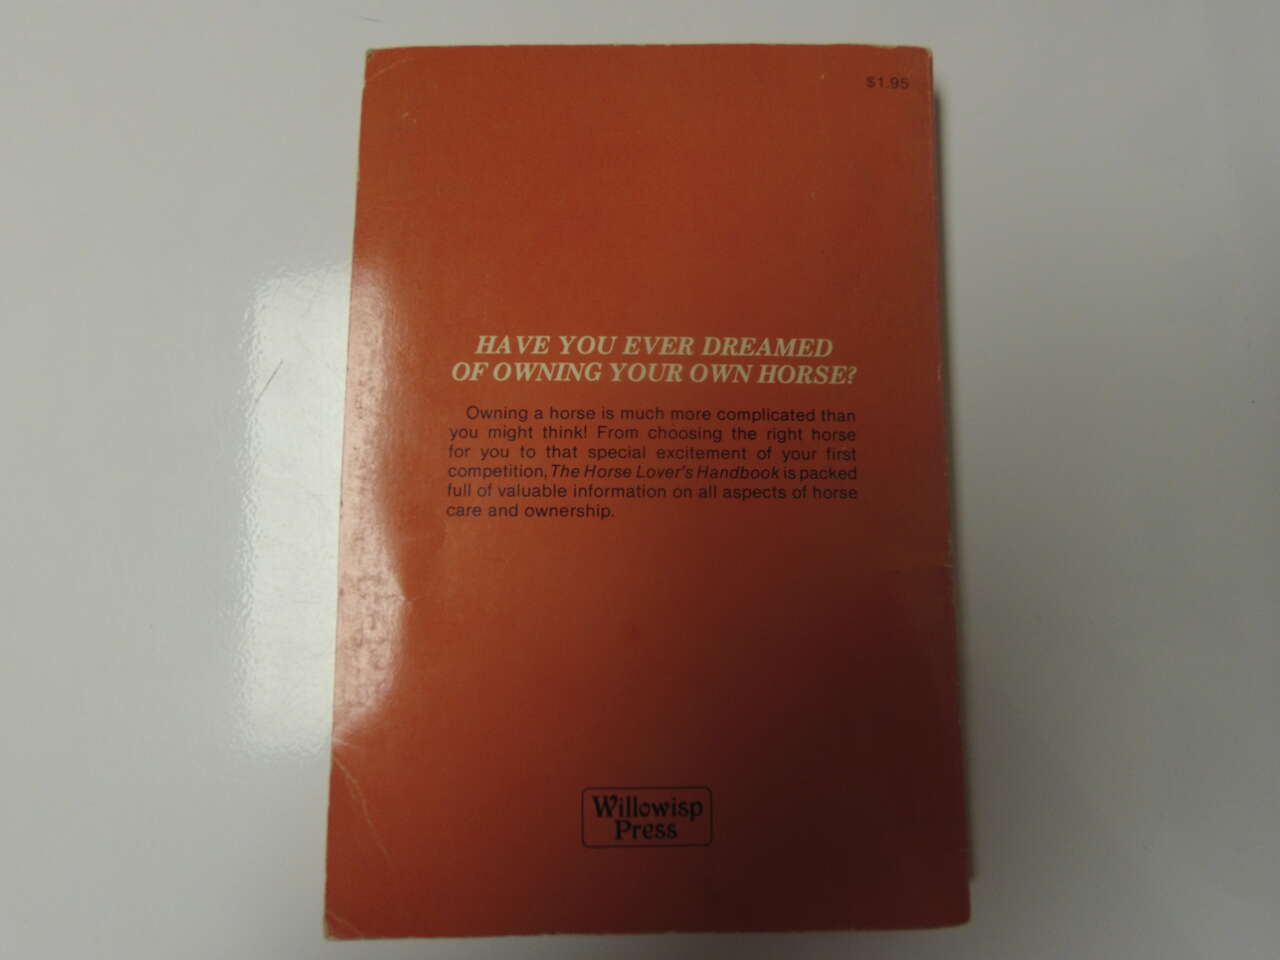 $1.95
HAVE YOU EVER DREAMED
OF OWNING YOUR OWN HORSE?
Owning a horse is much more complicated than
you might think! From choosing the right horse
for you to that special excitement of your first
competition, The Horse Lover's Handbook is packed
full of valuable information on all aspects of horse
care and ownership.
Willowisp
Press